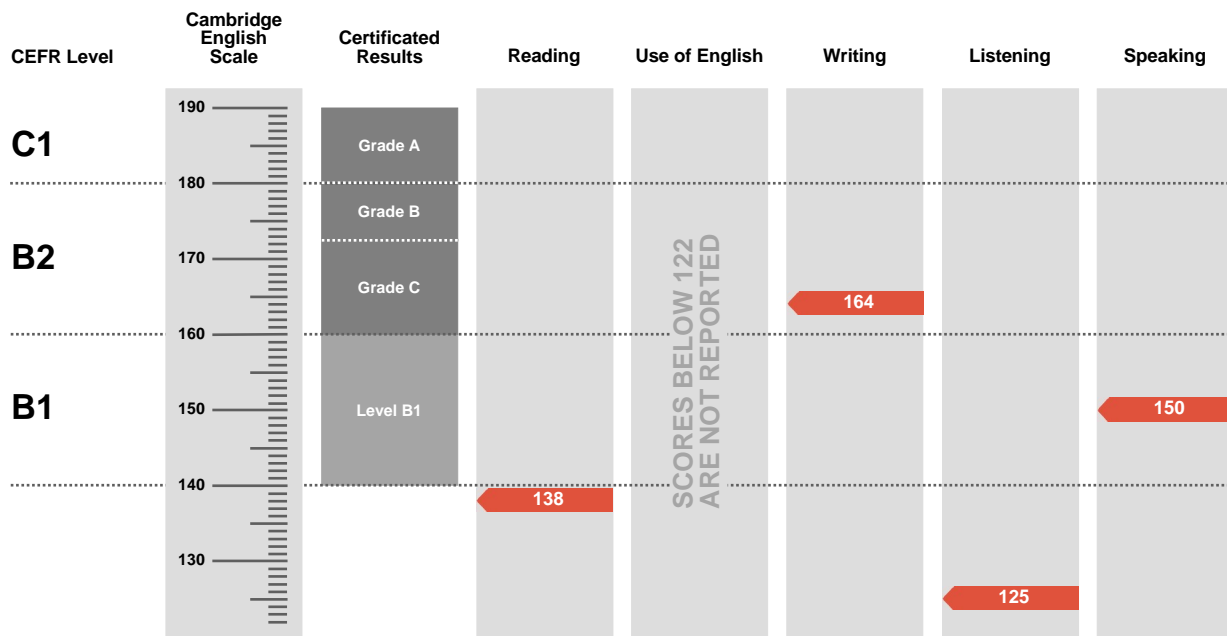 CEFR Level
Cambridge
English
Scale
Certificated
Results
Reading
Use of English
Writing
Listening
Speaking
C1
B2
B1
190
180
170
160
150
140
130
Grade A
Grade B
Grade C
Level B1
138
SCORES BELOW 122
ARE NOT REPORTED
164
125
150